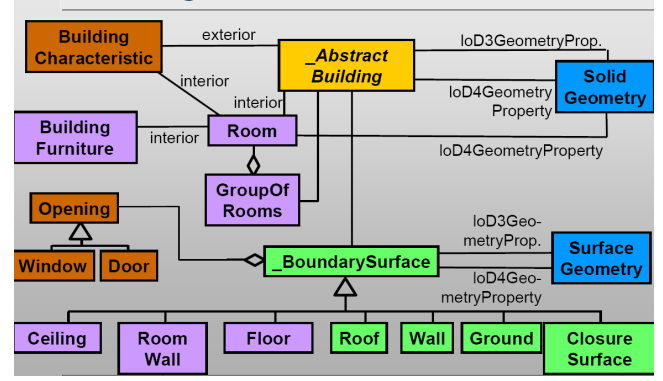 Building
Characteristic
exterior
_Abstract
Building
loD3GeometryProp.
Solid
Geometry
interior
interior
loD4Geometry
Property
Building
Furniture
interior
Room
loD4GeometryProperty
GroupOf
Rooms
Opening
Window
Door
_BoundarySurface
loD3Geo-
metryProp.
Surface
Geometry
loD4Geo-
metryProperty
Ceiling
Room
Wall
Floor
Roof
Wall
Ground
Closure
Surface